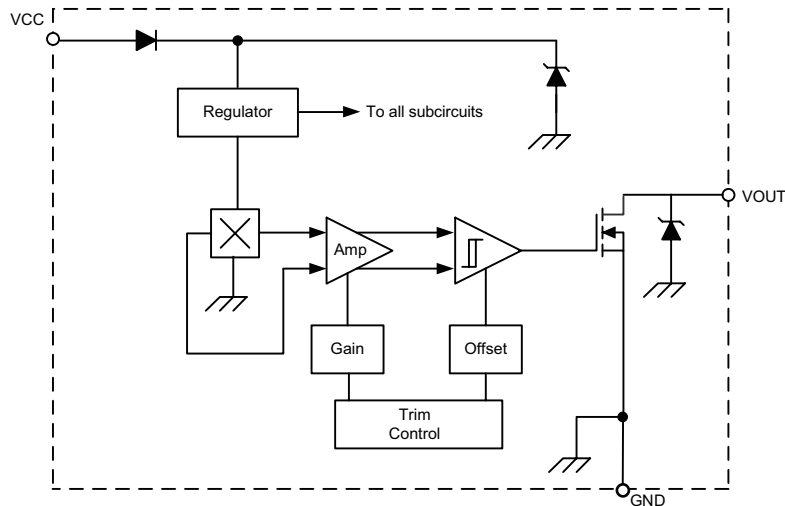 VCC
Regulator
To all subcircuits
VOUT
Amp
Gain
Offset
Trim
Control
GND